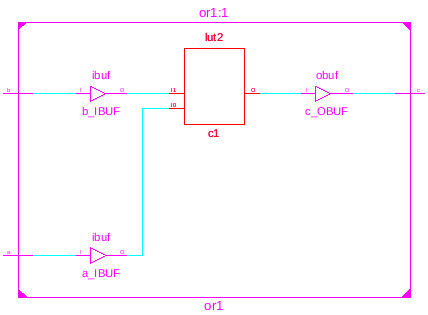 or1:1
lut2
ibuf
obuf
b
I
O
I1
O
I
O
c
I0
b_IBUF
c_OBUF
c1
ibuf
a
I
O
a_IBUF
or1